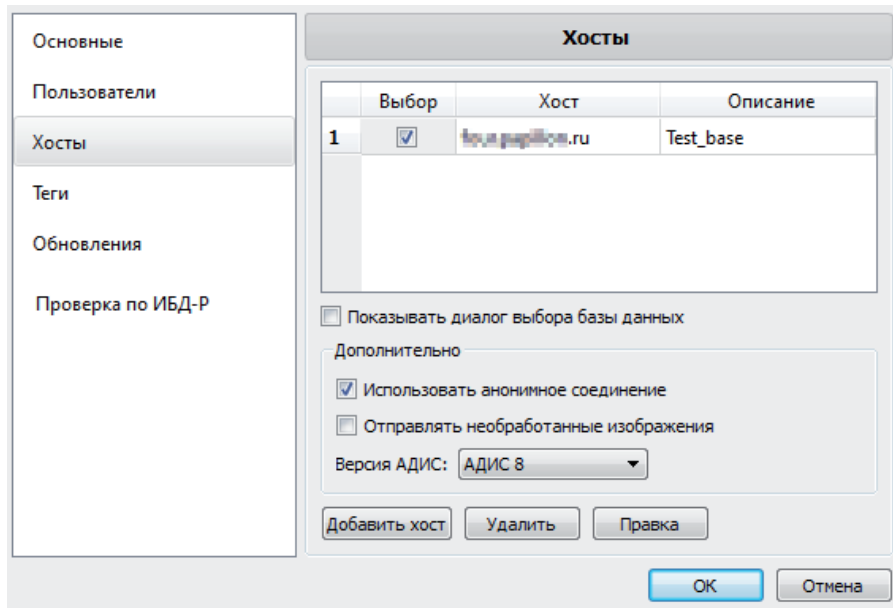 Основные
Пользователи
Хосты
Теги
Обновления
Проверка по ИБД-Р
Хосты
Выбор Хост Описание
1 .ru Test_base
Показывать диалог выбора базы данных
Дополнительно
Использовать анонимное соединение
Отправлять необработанные изображения
Версия АДИС: АДИС 8
Добавить хост Удалить Правка
ОК Отмена